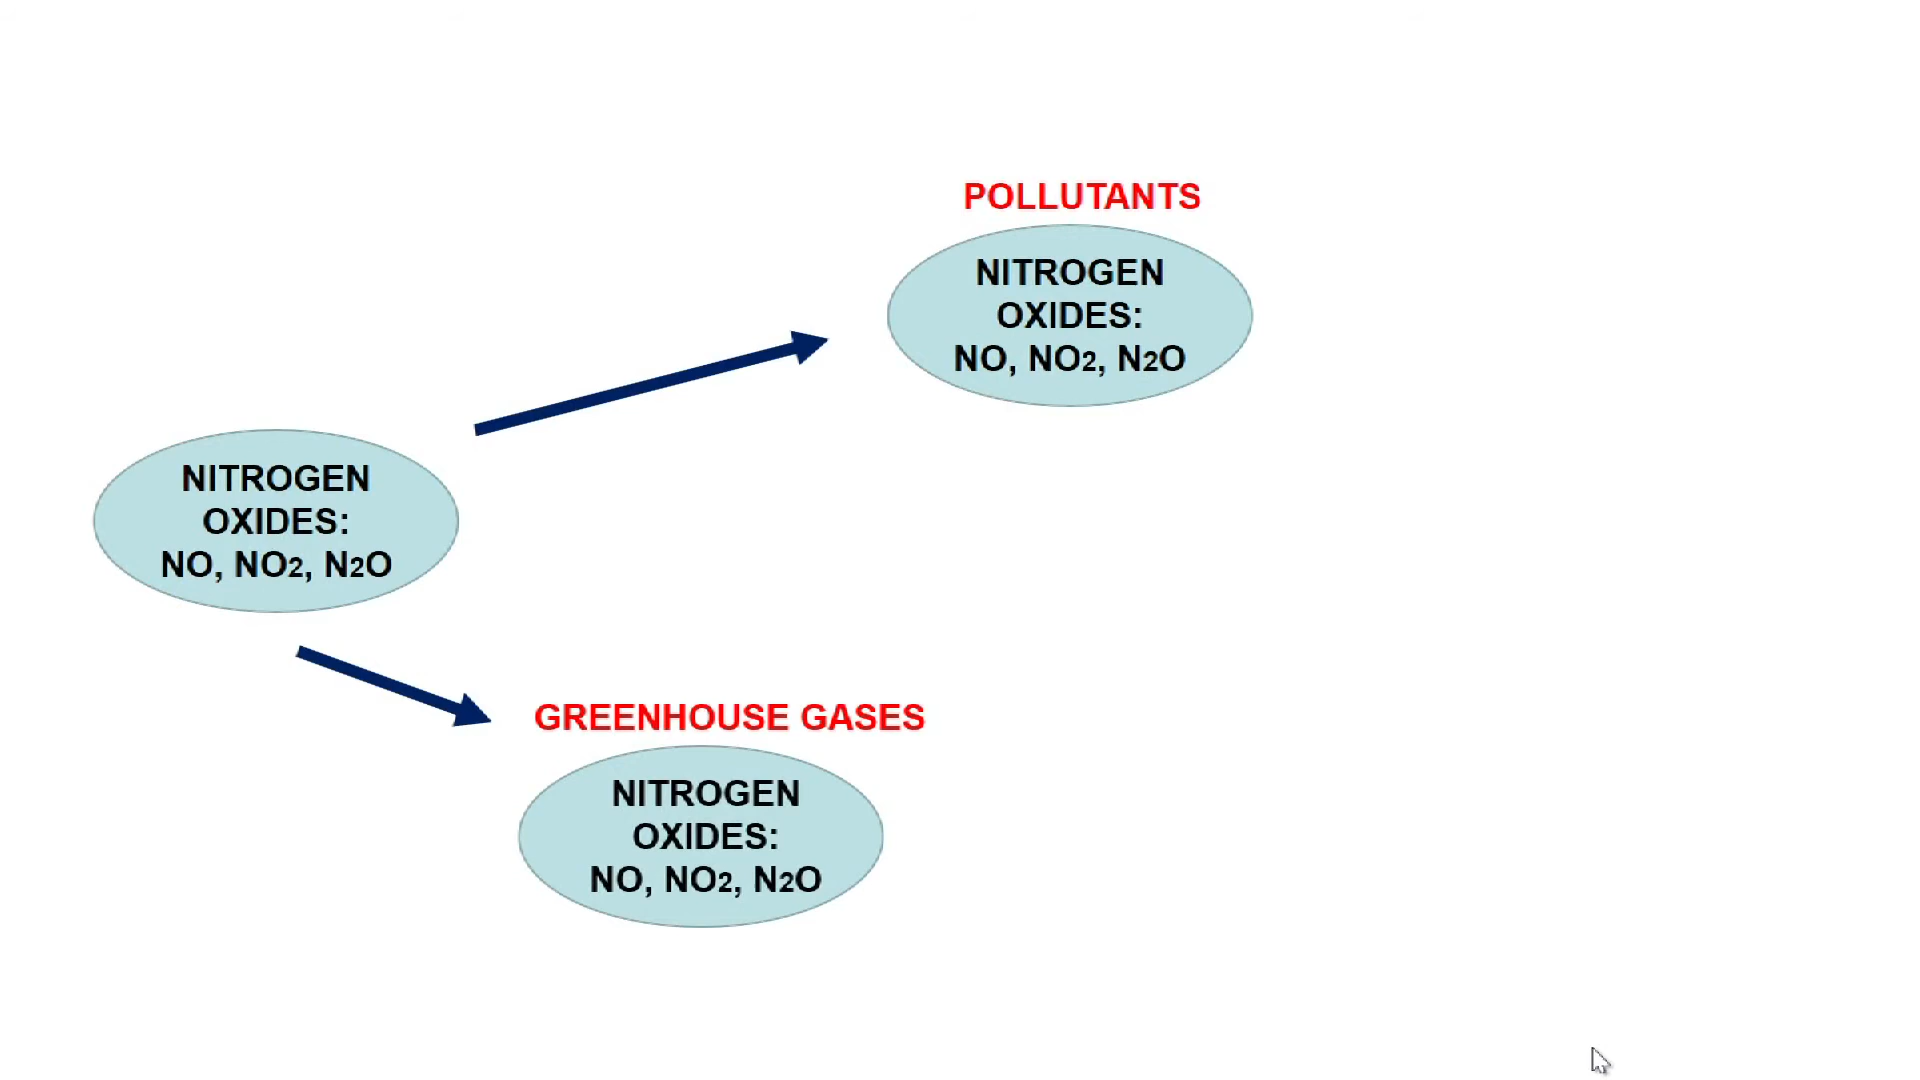 POLLUTANTS
NITROGEN
OXIDES:
NO, NO2, N2O
NITROGEN
OXIDES:
NO, NO2, N2O
GREENHOUSE GASES
NITROGEN
OXIDES:
NO, NO2, N2O